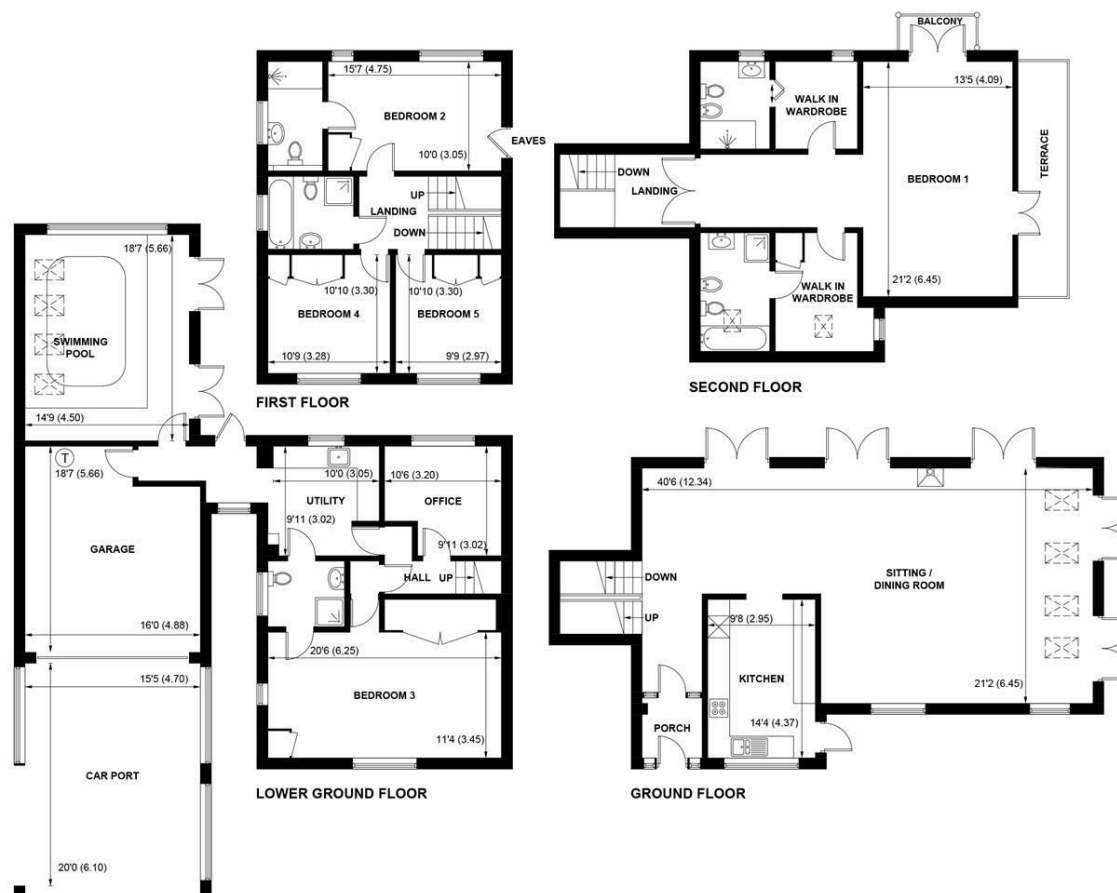 BALCONY
15'7 (4.75)
BEDROOM 2
10'0 (3.05)
EAVES
UP
LANDING
DOWN
10'10 (3.30)
10'10 (3.30)
BEDROOM 4
BEDROOM 5
10'9 (3.28)
9'9 (2.97)
FIRST FLOOR
13'5 (4.09)
WALK IN
WARDROBE
TERRACE
DOWN
LANDING
BEDROOM 1
WALK IN
WARDROBE
21'2 (6.45)
SECOND FLOOR
18'7 (5.66)
SWIMMING
POOL
14'9 (4.50)
T
18'7 (5.66)
GARAGE
16'0 (4.88)
15'5 (4.70)
CAR PORT
20'0 (6.10)
10'0 (3.05)
UTILITY
9'11 (3.02)
10'6 (3.20)
OFFICE
9'11 (3.02)
HALL
UP
20'6 (6.25)
BEDROOM 3
11'4 (3.45)
LOWER GROUND FLOOR
40'6 (12.34)
DOWN
UP
SITTING /
DINING ROOM
9'8 (2.95)
KITCHEN
21'2 (6.45)
14'4 (4.37)
PORCH
GROUND FLOOR